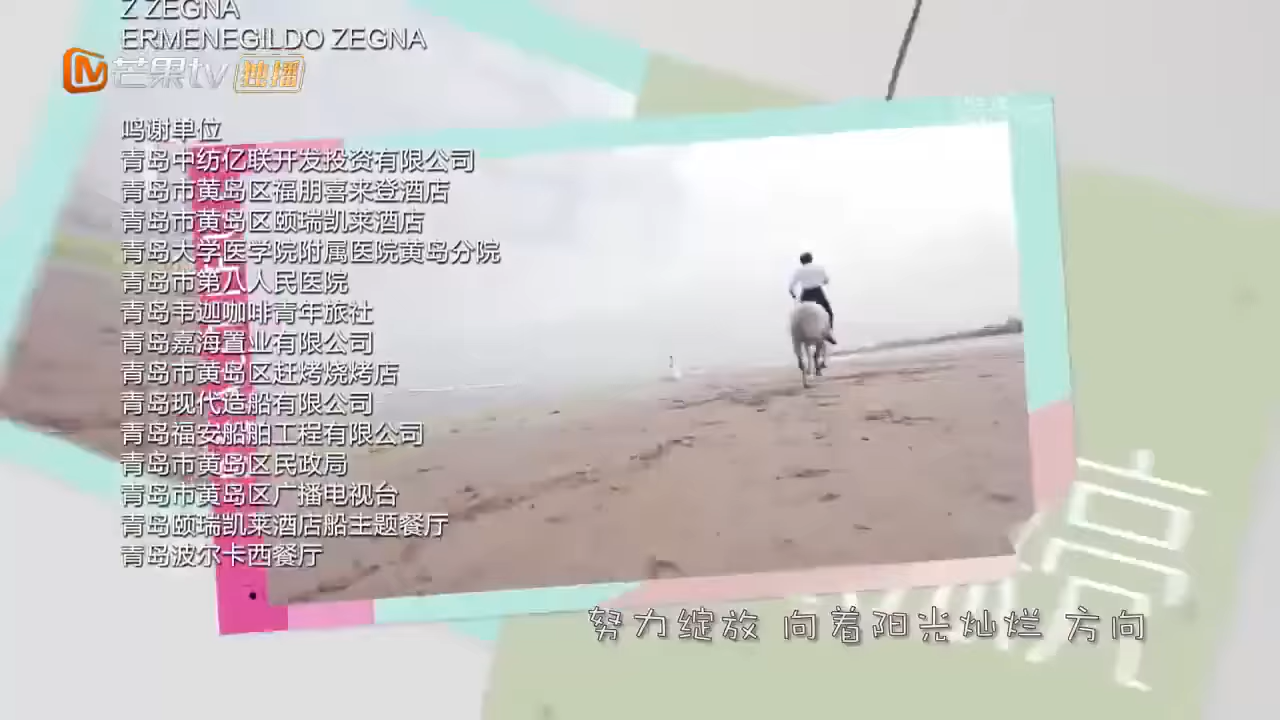 Z ZEGNA
ERMENEGILDO ZEGNA
芒果tv 独播
鸣谢单位
青岛中纺亿联开发投资有限公司
青岛市黄岛区福朋喜来登酒店
青岛市黄岛区颐瑞凯莱酒店
青岛大学医学院附属医院黄岛分院
青岛市第八人民医院
青岛韦迦咖啡青年旅社
青岛嘉海置业有限公司
青岛市黄岛区赶烤烧烤店
青岛现代造船有限公司
青岛福安船舶工程有限公司
青岛市黄岛区民政局
青岛市黄岛区广播电视台
青岛颐瑞凯莱酒店船主题餐厅
青岛波尔卡西餐厅
努力绽放 向着阳光灿烂 方向